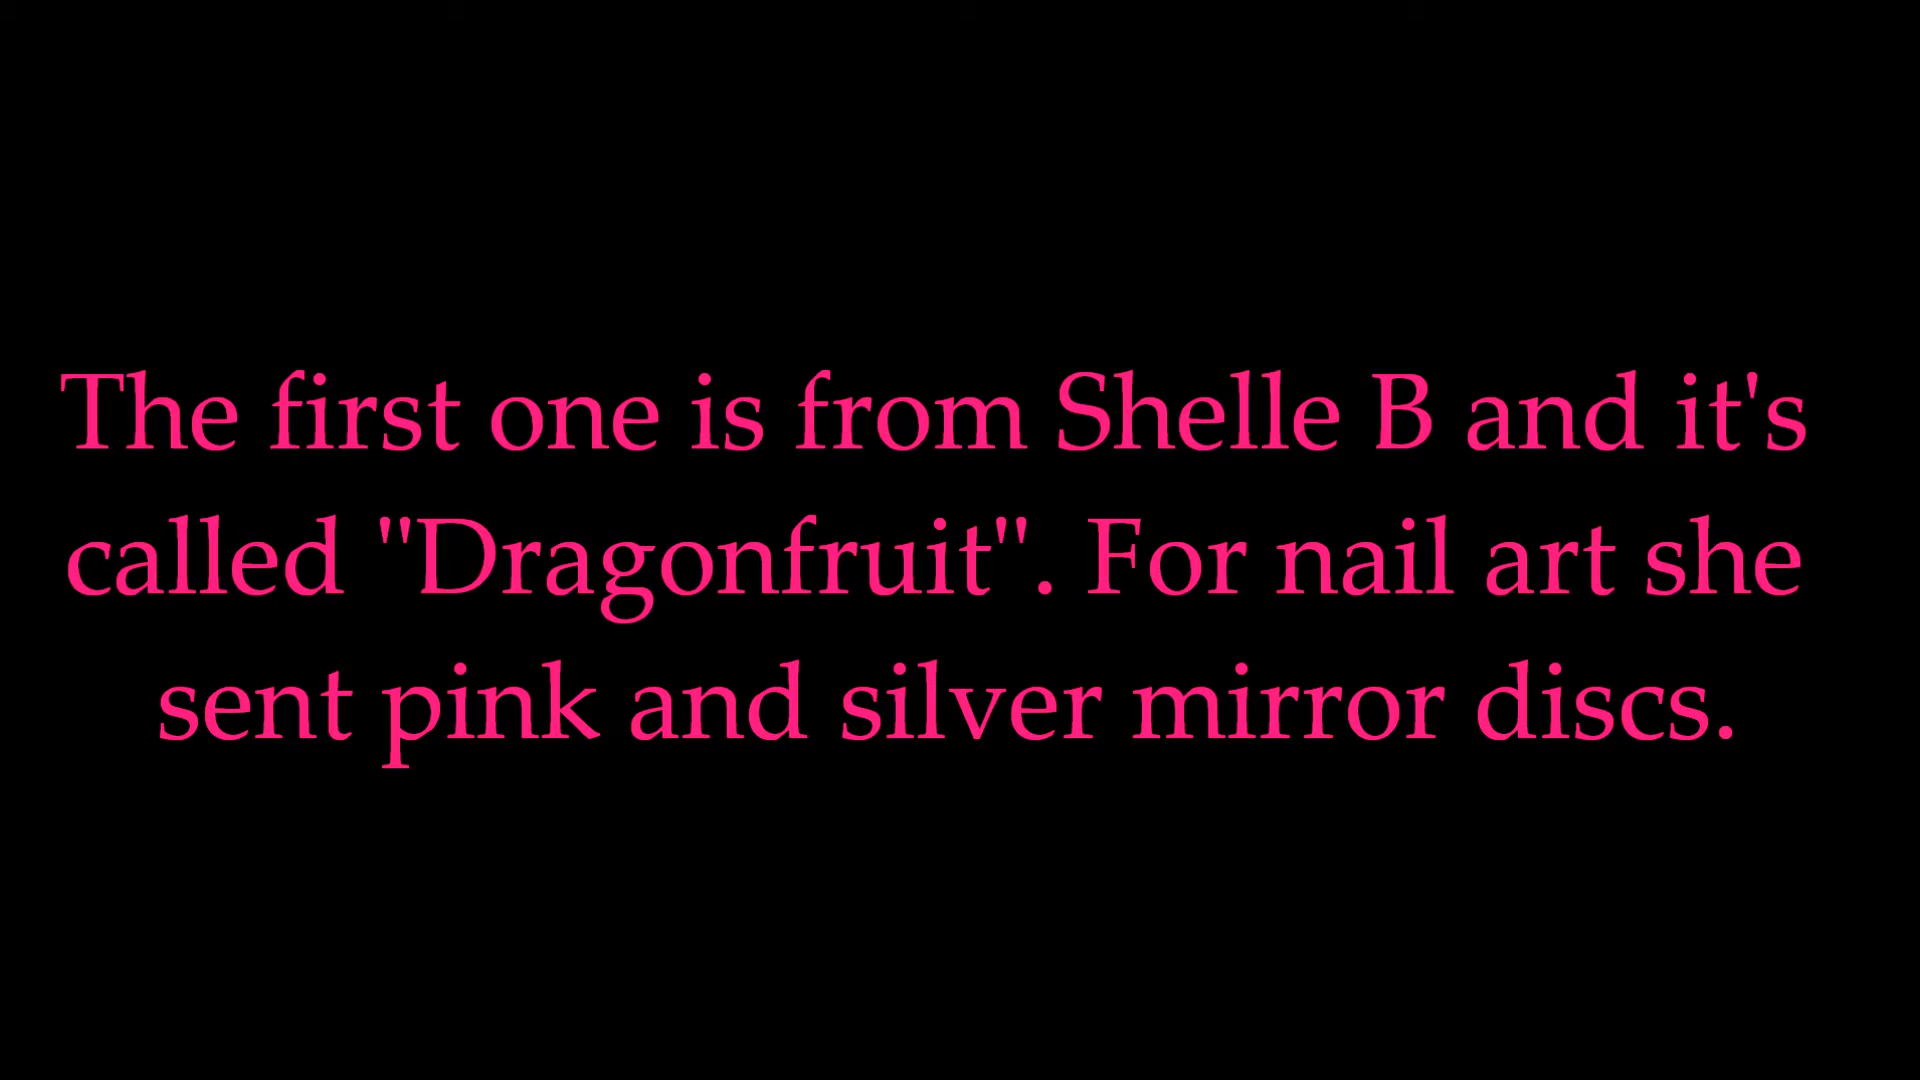 The first one is from Shelle B and it's
called "Dragonfruit". For nail art she
sent pink and silver mirror discs.